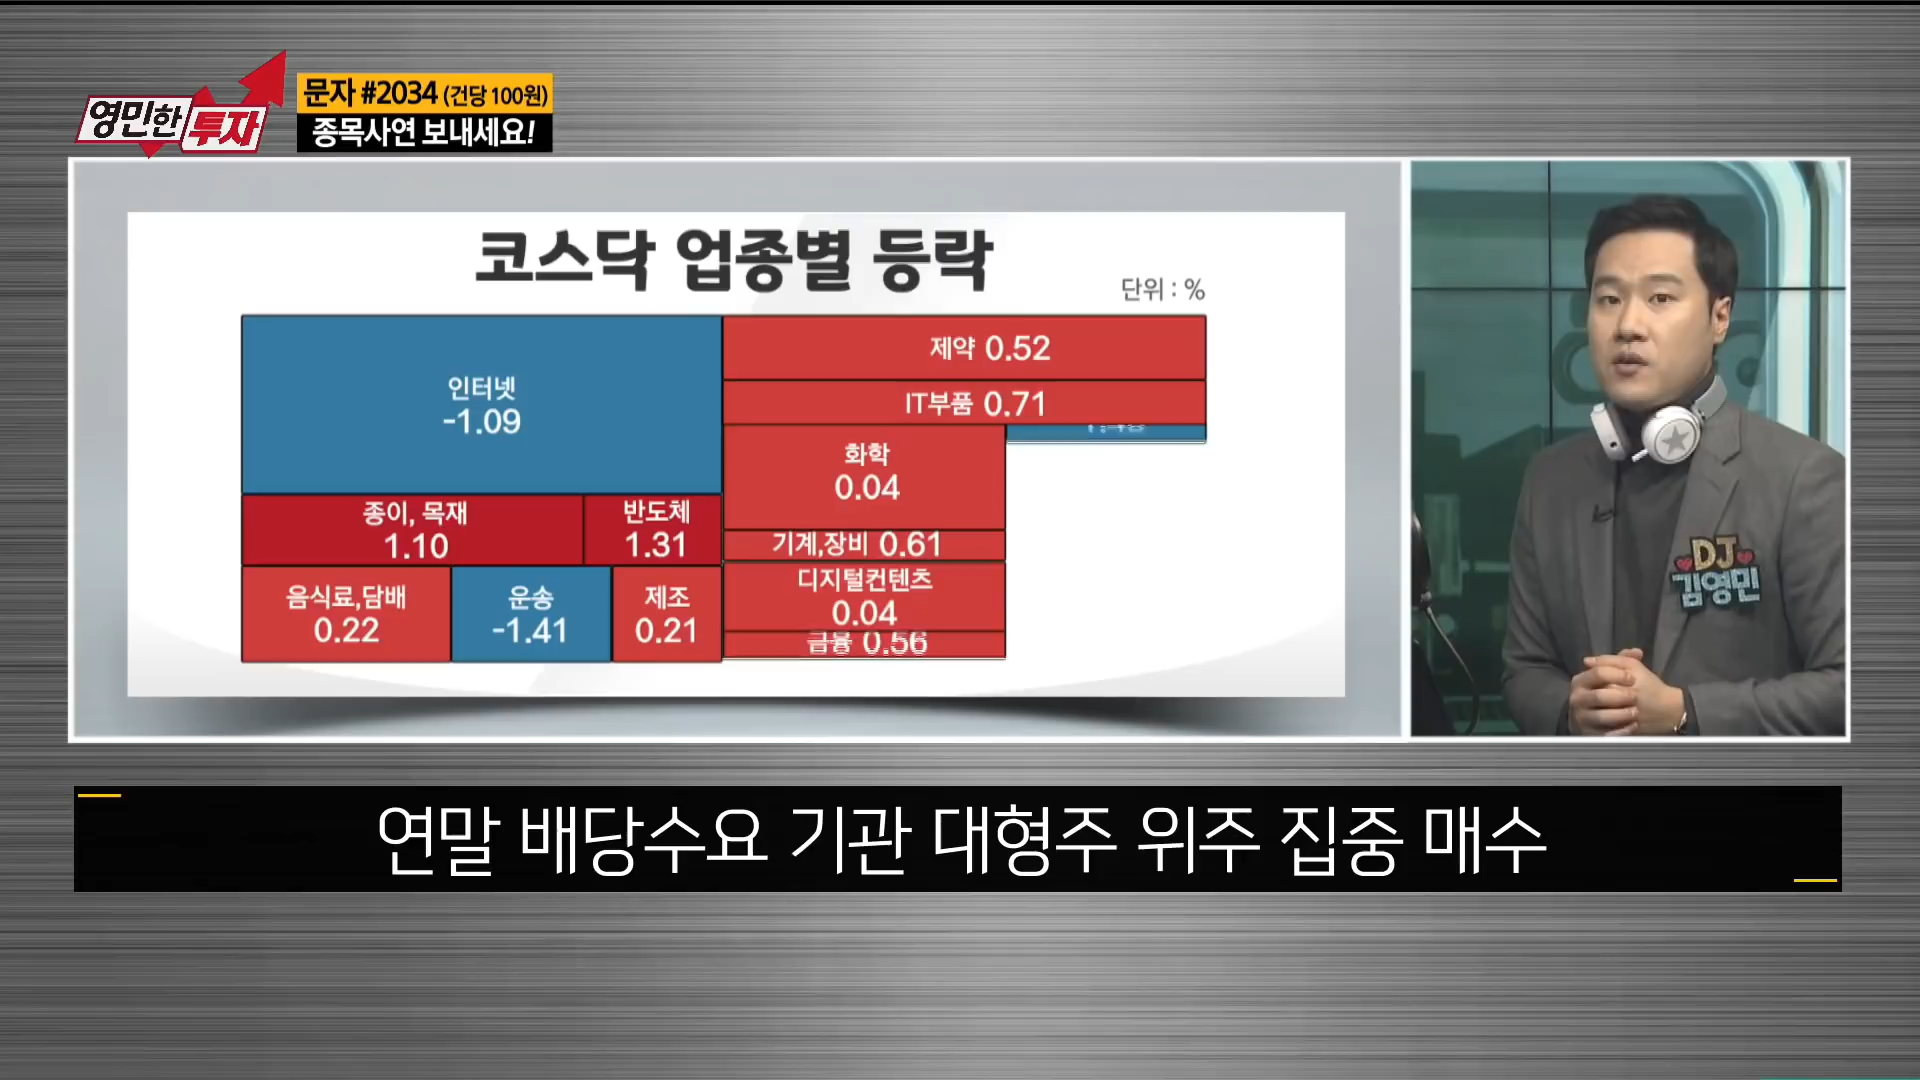 영민한 투자
문자 #2034 (건당 100원)
종목사연 보내세요!
코스닥 업종별 등락
단위 : %
인터넷
-1.09
종이, 목재
1.10
반도체
1.31
음식료,담배
0.22
운송
-1.41
제조
0.21
제약 0.52
IT부품 0.71
화학
0.04
기계,장비 0.61
디지털컨텐츠
0.04
금융 0.56
DJ
김영민
연말 배당수요 기관 대형주 위주 집중 매수